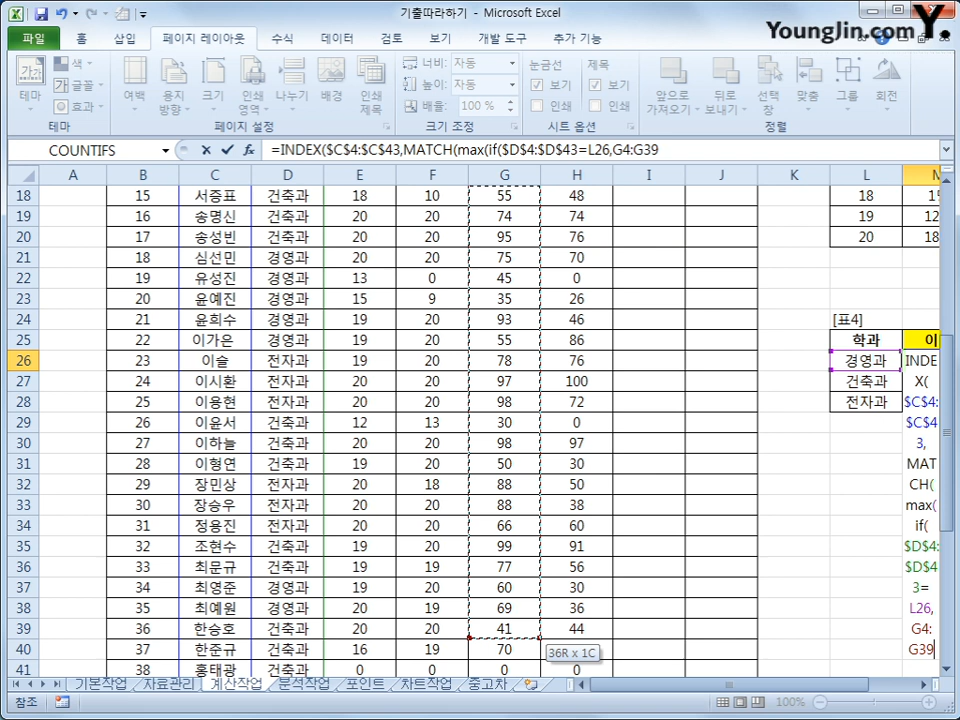 기출따라하기 - Microsoft Excel
Younglin.com Y.
파일 홈 삽입 페이지 레이아웃 수식 데이터 검토 보기 개발 도구 추가 기능
색 너비: 자동 눈금선 제목
글꼴 높이: 자동 보기 보기
효과 배율: 100 % 인쇄 인쇄
테마 여백 용지 방향 크기 인쇄 영역 나누기 배경 인쇄 제목 앞으로 가져오기 뒤로 보내기 선택 창 맞춤 그룹 회전
테마 페이지 설정 크기 조정 시트 옵션 정렬
COUNTIFS =INDEX($C$4:$C$43,MATCH(max(if($D$4:$D$43=L26,G4:G39
A B C D E F G H I J K L M
18 15 서증표 건축과 18 10 55 48 18
19 16 송명신 건축과 20 20 74 74 19 12
20 17 송성빈 건축과 20 20 95 76 20 18
21 18 심선민 경영과 20 20 75 70
22 19 유성진 경영과 13 0 45 0
23 20 윤예진 경영과 15 9 35 26
24 21 윤희수 경영과 19 20 93 46 [표4]
25 22 이가은 경영과 19 20 55 86 학과 이
26 23 이슬 전자과 19 20 78 76 경영과 INDE
27 24 이시환 전자과 20 20 97 100 건축과 X(
28 25 이용현 전자과 20 20 98 72 전자과 $C$4:
29 26 이윤서 건축과 12 13 30 0 $C$4
30 27 이하늘 건축과 20 20 98 97 3,
31 28 이형연 건축과 19 20 50 30 MAT
32 29 장민상 전자과 20 18 88 50 CH(
33 30 장승우 전자과 20 20 88 38 max(
34 31 정용진 전자과 20 20 66 60 if(
35 32 조현수 건축과 19 20 99 91 $D$4:
36 33 최문규 건축과 19 19 77 56 $D$4
37 34 최영준 경영과 19 20 60 30 3=
38 35 최예원 경영과 20 19 69 36 L26,
39 36 한승호 건축과 20 20 41 44 G4:
40 37 한준규 건축과 16 19 70 36R x 1C G39
41 38 홍태광 건축과 0 0 0 0
기본작업 자료관리 계산작업 분석작업 포인트 차트작업 중고차
참조 100%